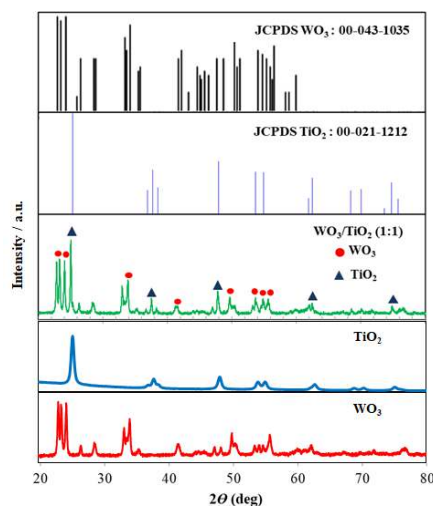 JCPDS WO3 : 00-043-1035
JCPDS TiO2 : 00-021-1212
Intensity / a.u.
WO3/TiO2 (1:1)
WO3
TiO2
TiO2
WO3
20 30 40 50 60 70 80
2Θ (deg)